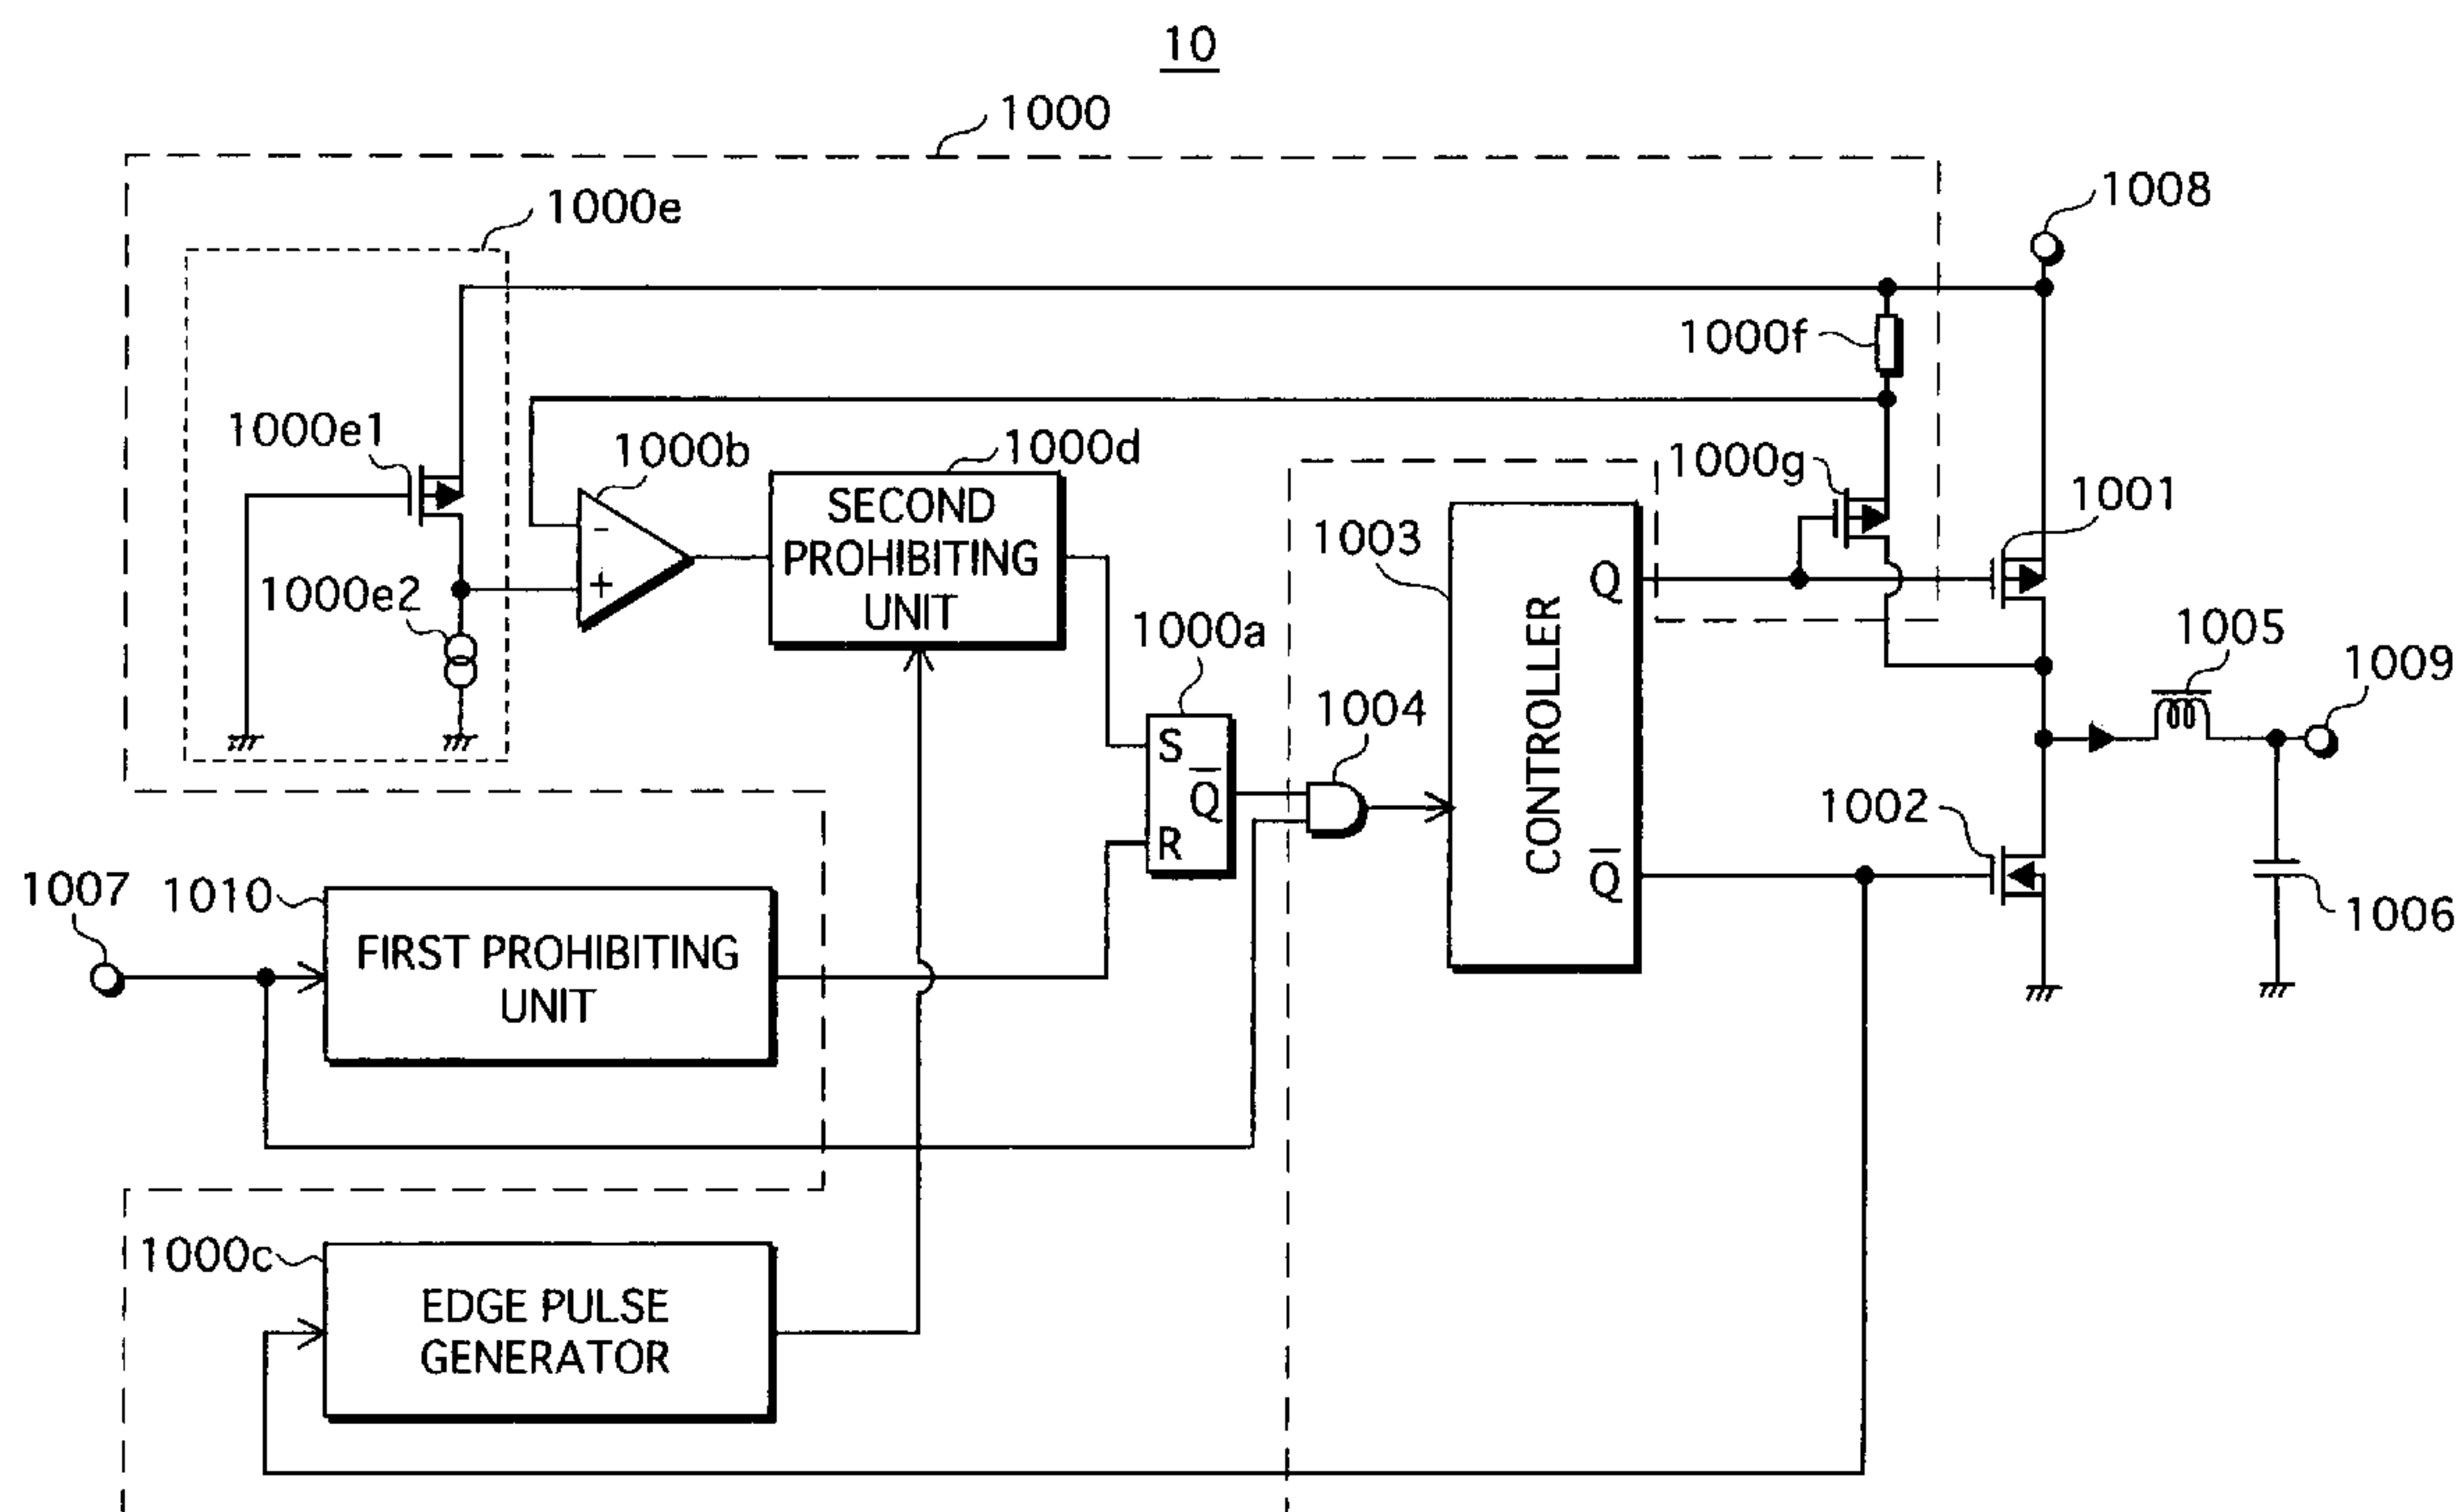 10
1000
1000e
1008
1000f
1000e1
1000b
1000d
1000g
1001
SECOND
PROHIBITING
UNIT
-
+
1003
Q
1000e2
1000a
1005
1009
CONTROLLER
1004
S
Q
R
1002
Q
1007
1010
1006
FIRST PROHIBITING
UNIT
1000c
EDGE PULSE
GENERATOR